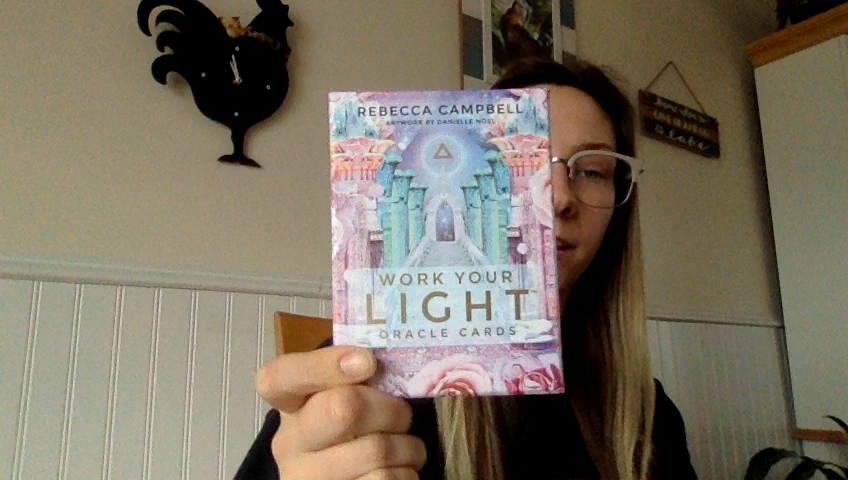 REBECCA CAMPBELL
ARTWORK BY DANIELLE NOEL
WORK YOUR
LIGHT
ORACLE CARDS